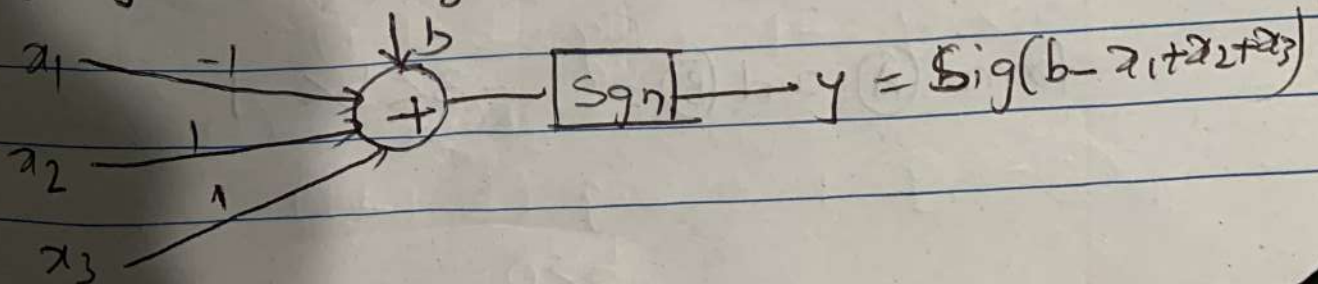 x1 -1 b
+ Sgn y = Sig(b - x1 + x2 + x3)
x2 1
1
x3